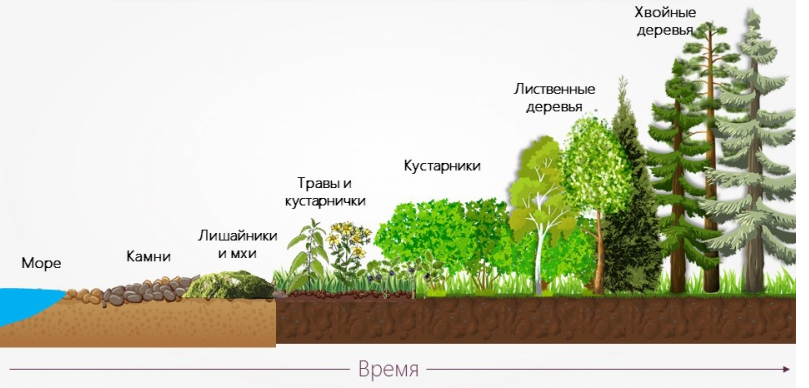 Море
Камни
Лишайники
и мхи
Травы и
кустарнички
Кустарники
Лиственные
деревья
Хвойные
деревья
Время